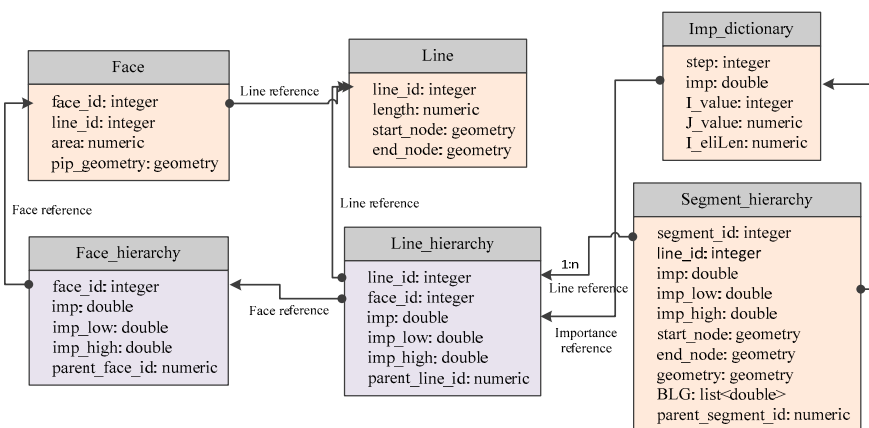 Face
face_id: integer
line_id: integer
area: numeric
pip_geometry: geometry
Line reference
Line
line_id: integer
length: numeric
start_node: geometry
end_node: geometry
Imp_dictionary
step: integer
imp: double
I_value: integer
J_value: numeric
I_eliLen: numeric
Face reference
Line reference
Face_hierarchy
face_id: integer
imp: double
imp_low: double
imp_high: double
parent_face_id: numeric
Face reference
Line_hierarchy
line_id: integer
face_id: integer
imp: double
imp_low: double
imp_high: double
parent_line_id: numeric
1:n
Line reference
Importance
reference
Segment_hierarchy
segment_id: integer
line_id: integer
imp: double
imp_low: double
imp_high: double
start_node: geometry
end_node: geometry
geometry: geometry
BLG: list<double>
parent_segment_id: numeric